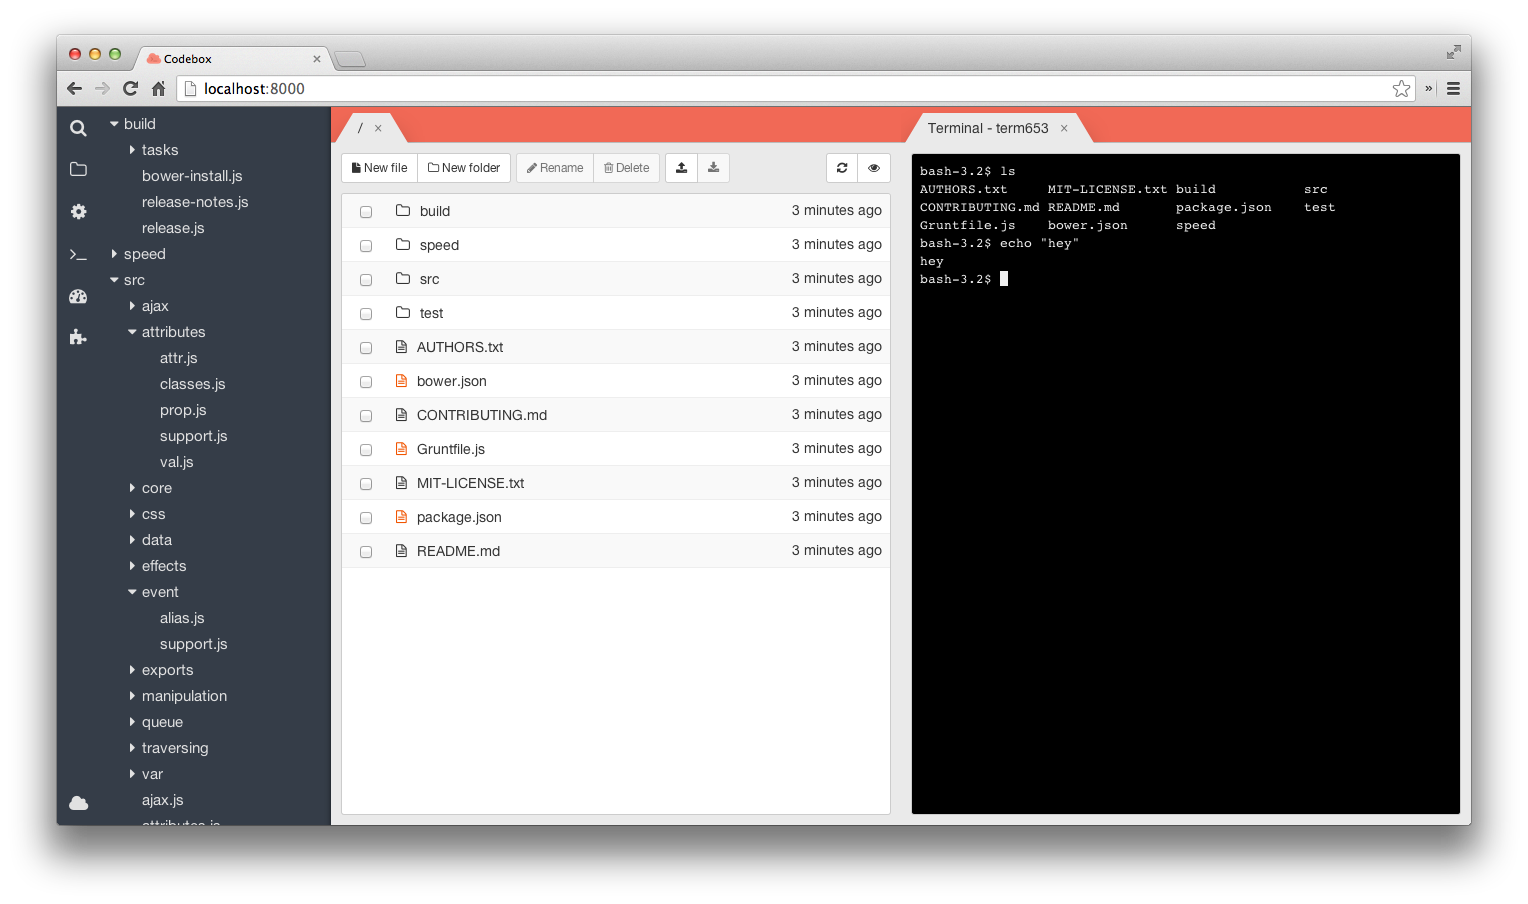 Codebox
localhost:8000
build
tasks
bower-install.js
release-notes.js
release.js
speed
src
ajax
attributes
attr.js
classes.js
prop.js
support.js
val.js
core
css
data
effects
event
alias.js
support.js
exports
manipulation
queue
traversing
var
ajax.js
attributes.js
/
New file New folder Rename Delete
build 3 minutes ago
speed 3 minutes ago
src 3 minutes ago
test 3 minutes ago
AUTHORS.txt 3 minutes ago
bower.json 3 minutes ago
CONTRIBUTING.md 3 minutes ago
Gruntfile.js 3 minutes ago
MIT-LICENSE.txt 3 minutes ago
package.json 3 minutes ago
README.md 3 minutes ago
Terminal - term653
bash-3.2$ ls
AUTHORS.txt MIT-LICENSE.txt build src
CONTRIBUTING.md README.md package.json test
Gruntfile.js bower.json speed
bash-3.2$ echo "hey"
hey
bash-3.2$